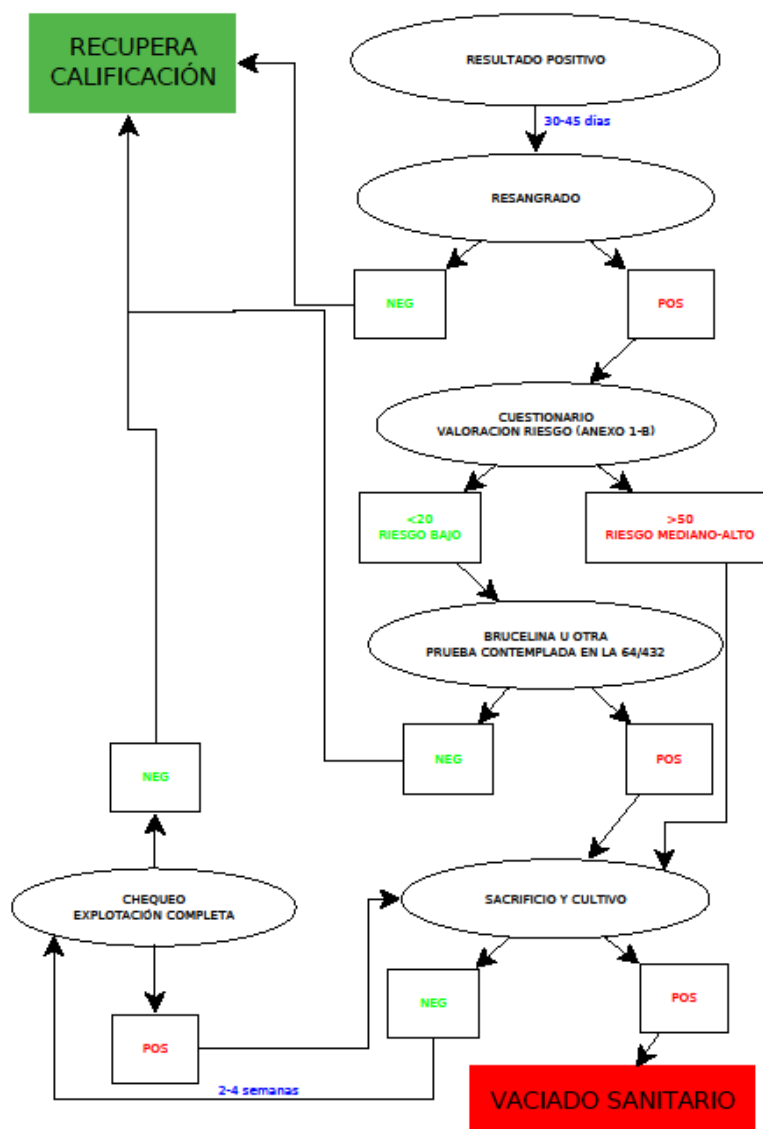 RECUPERA
CALIFICACIÓN
RESULTADO POSITIVO
30-45 dias
RESANGRADO
NEG
POS
CUESTIONARIO
VALORACION RIESGO (ANEXO 1-B)
<20
RIESGO BAJO
>50
RIESGO MEDIANO-ALTO
BRUCELINA U OTRA
PRUEBA CONTEMPLADA EN LA 64/432
NEG
POS
NEG
CHEQUEO
EXPLOTACIÓN COMPLETA
SACRIFICIO Y CULTIVO
NEG
POS
POS
2-4 semanas
VACIADO SANITARIO